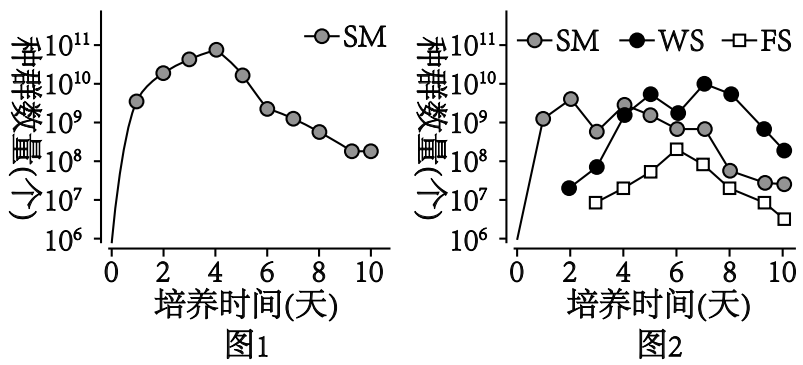 SM
种群数量(个)
10¹¹
10¹⁰
10⁹
10⁸
10⁷
10⁶
0 2 4 6 8 10
培养时间(天)
图1
SM WS FS
种群数量(个)
10¹¹
10¹⁰
10⁹
10⁸
10⁷
10⁶
0 2 4 6 8 10
培养时间(天)
图2